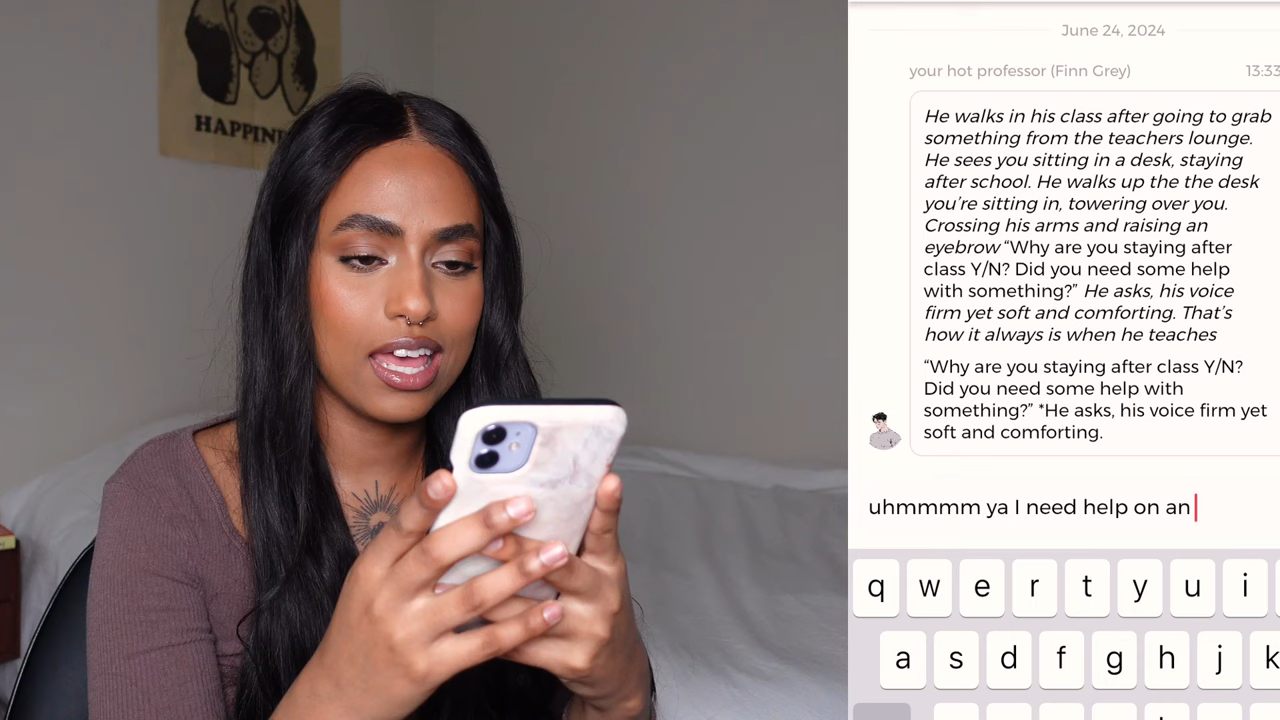 HAPPINE
June 24, 2024
your hot professor (Finn Grey) 13:33
He walks in his class after going to grab
something from the teachers lounge.
He sees you sitting in a desk, staying
after school. He walks up the the desk
you're sitting in, towering over you.
Crossing his arms and raising an
eyebrow “Why are you staying after
class Y/N? Did you need some help
with something?” He asks, his voice
firm yet soft and comforting. That's
how it always is when he teaches
“Why are you staying after class Y/N?
Did you need some help with
something?” *He asks, his voice firm yet
soft and comforting.
uhmmmm ya I need help on an
q w e r t y u i
a s d f g h j k